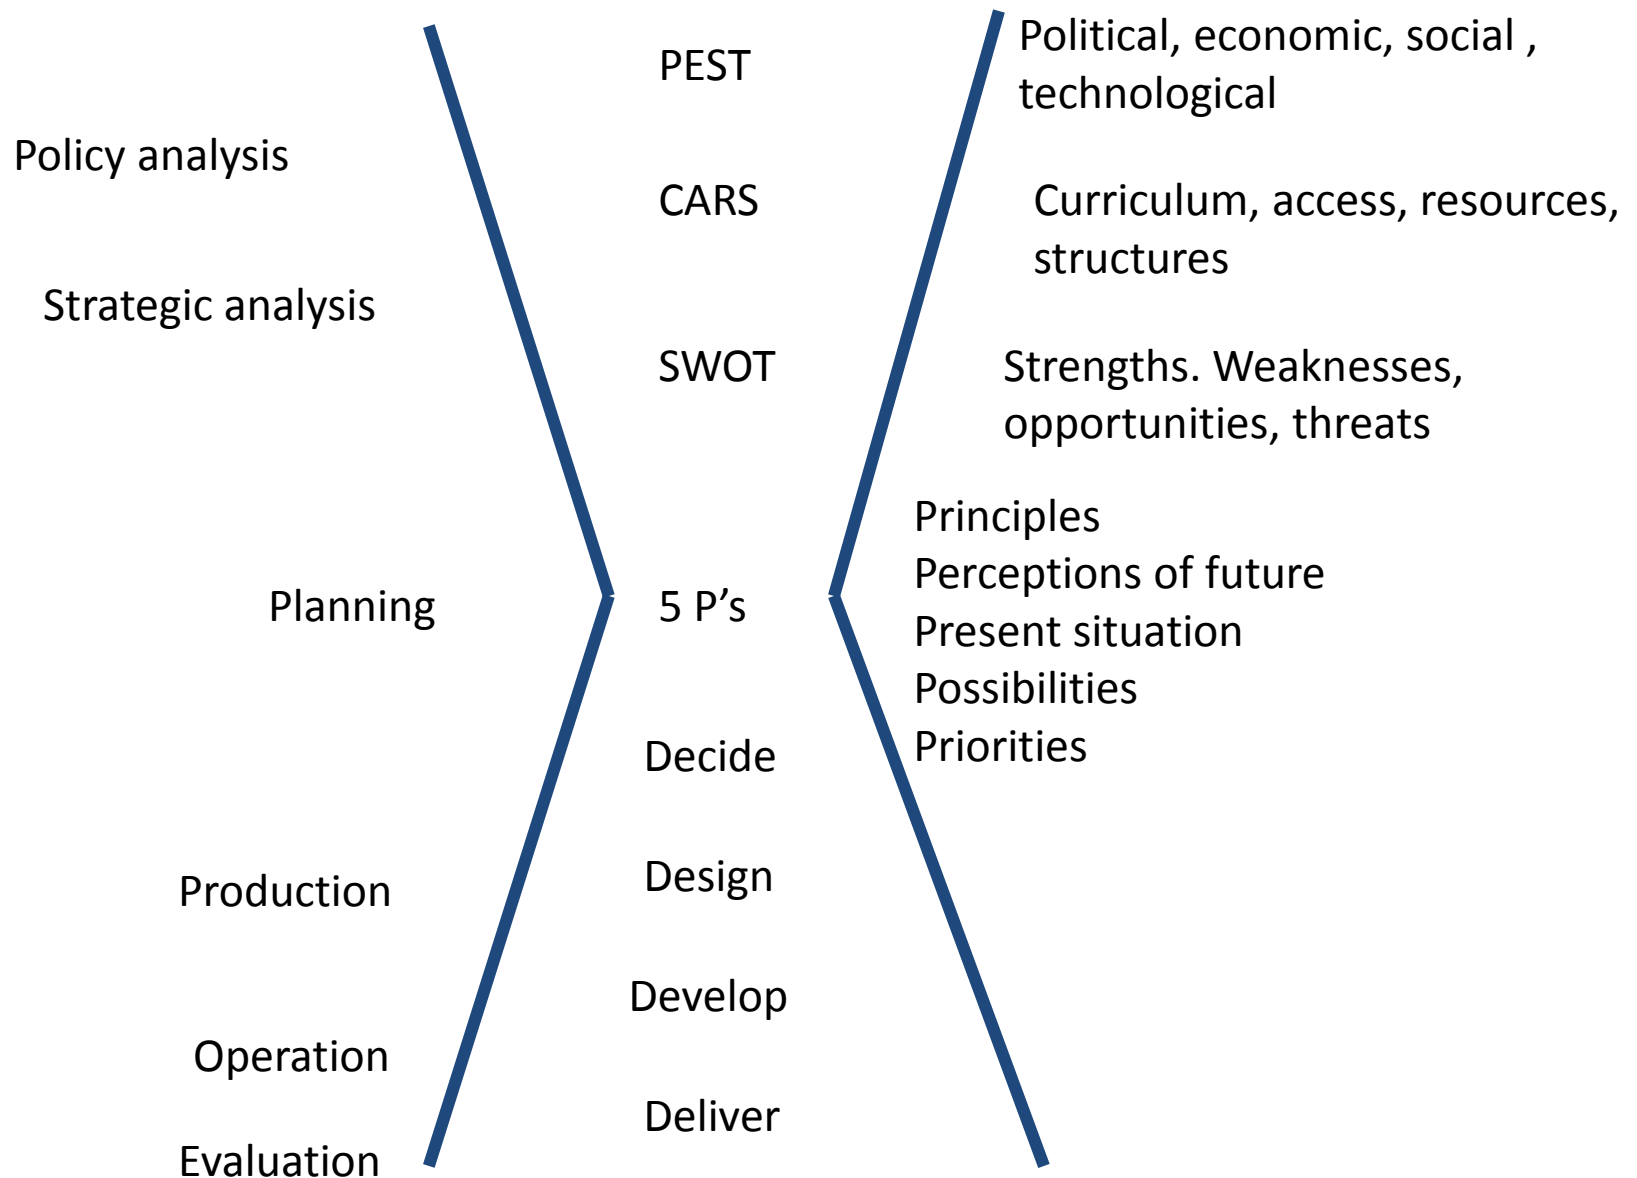 PEST
Political, economic, social ,
technological
Policy analysis
CARS
Curriculum, access, resources,
structures
Strategic analysis
SWOT
Strengths. Weaknesses,
opportunities, threats
Planning
5 P’s
Principles
Perceptions of future
Present situation
Possibilities
Priorities
Decide
Production
Design
Develop
Operation
Deliver
Evaluation